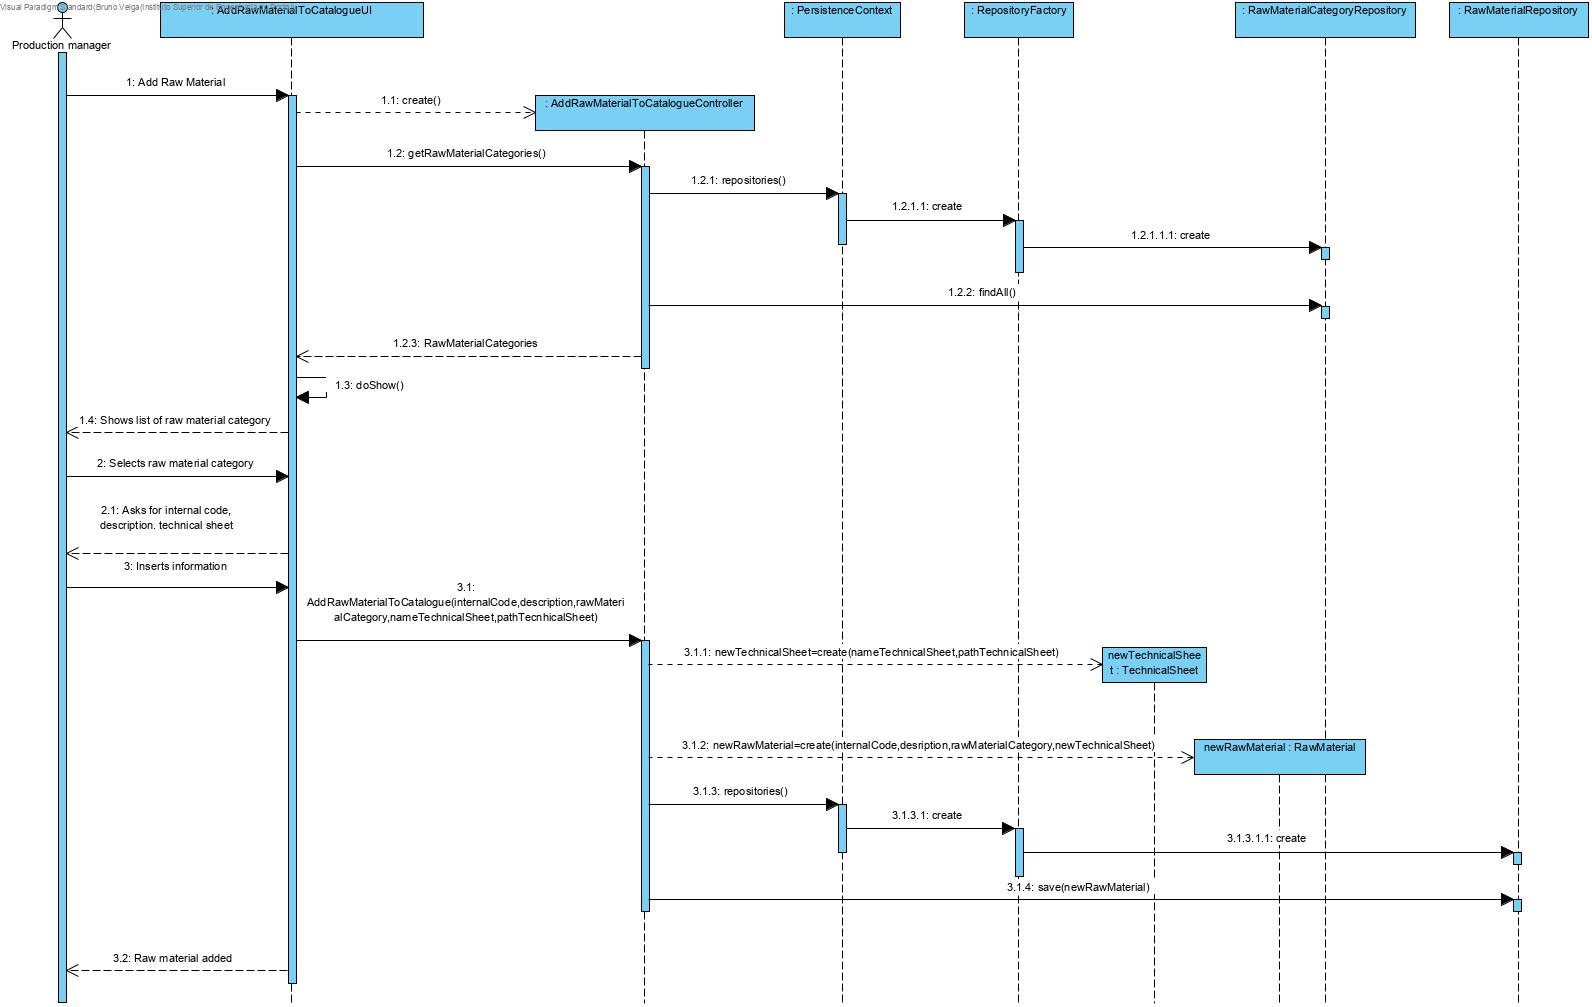 Visual Paradigm Standard(Bruno Veiga(Instituto Superior de
: AddRawMaterialToCatalogueUI
: PersistenceContext
: RepositoryFactory
: RawMaterialCategoryRepository
: RawMaterialRepository
Production manager
1: Add Raw Material
1.1: create()
: AddRawMaterialToCatalogueController
1.2: getRawMaterialCategories()
1.2.1: repositories()
1.2.1.1: create
1.2.1.1.1: create
1.2.2: findAll()
1.2.3: RawMaterialCategories
1.3: doShow()
1.4: Shows list of raw material category
2: Selects raw material category
2.1: Asks for internal code,
description. technical sheet
3: Inserts information
3.1:
AddRawMaterialToCatalogue(internalCode,description,rawMateri
alCategory,nameTechnicalSheet,pathTecnhicalSheet)
3.1.1: newTechnicalSheet=create(nameTechnicalSheet,pathTechnicalSheet)
newTechnicalShee
t : TechnicalSheet
3.1.2: newRawMaterial=create(internalCode,desription,rawMaterialCategory,newTechnicalSheet)
newRawMaterial : RawMaterial
3.1.3: repositories()
3.1.3.1: create
3.1.3.1.1: create
3.1.4: save(newRawMaterial)
3.2: Raw material added